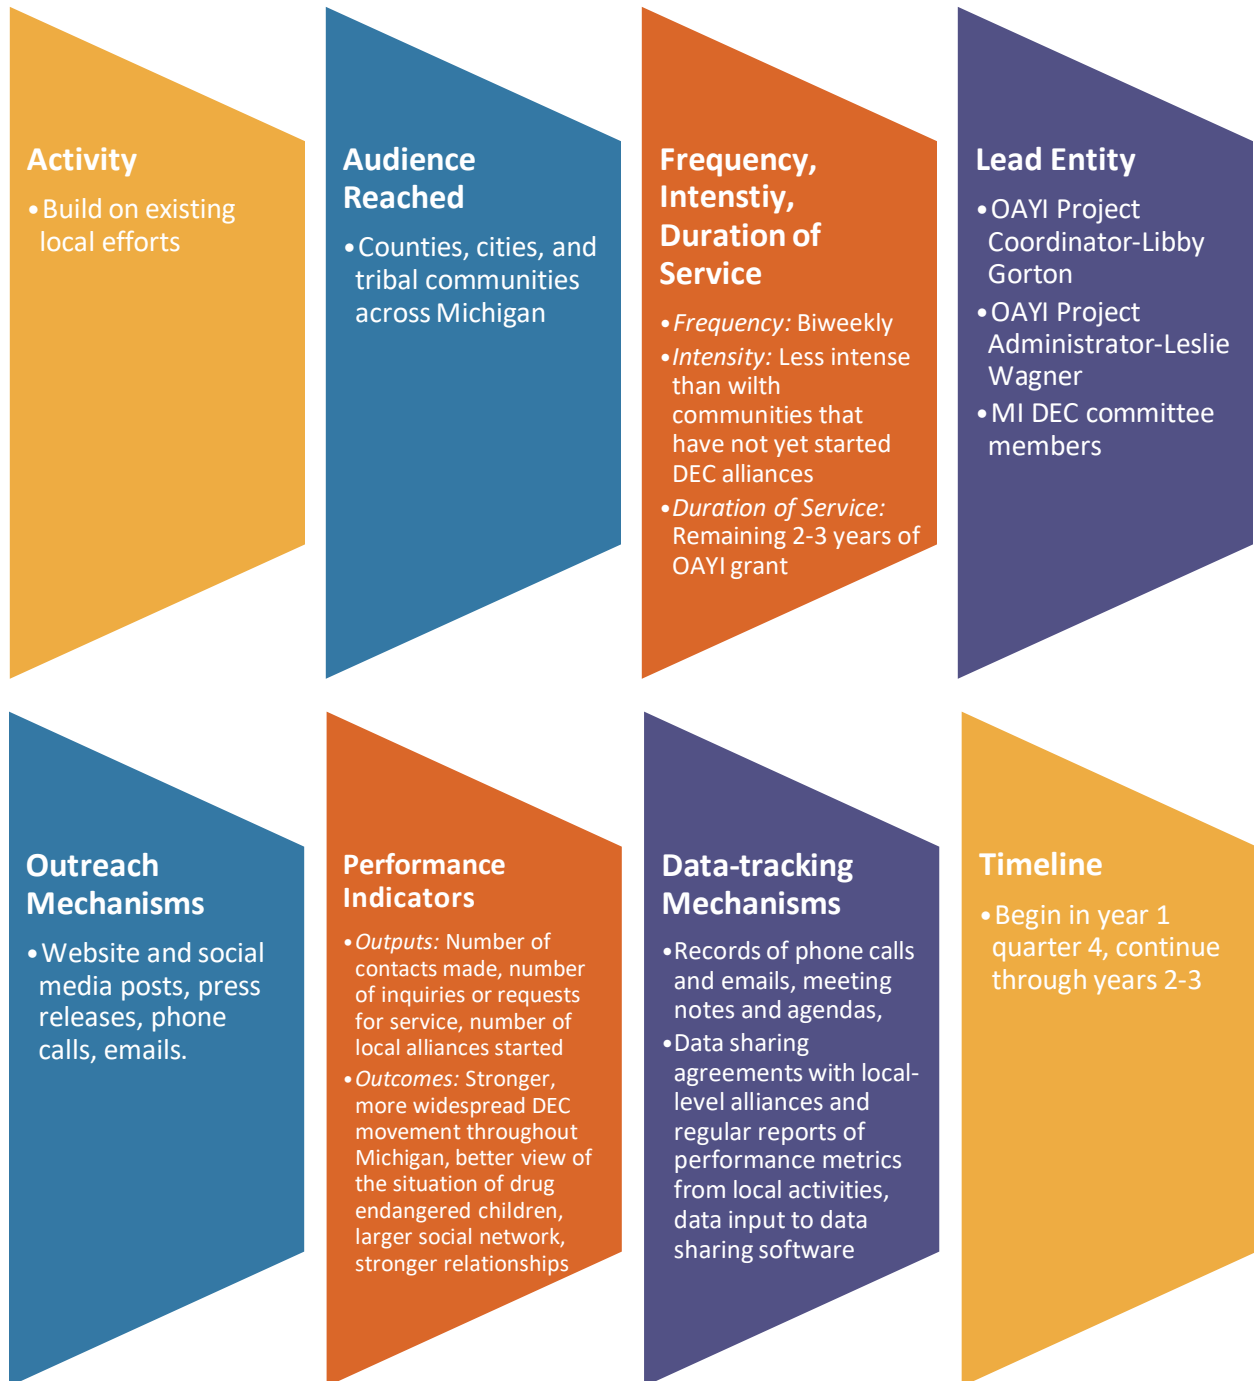 Activity
•Build on existing
local efforts
Audience
Reached
•Counties, cities, and
tribal communities
across Michigan
Frequency,
Intenstiy,
Duration of
Service
•Frequency: Biweekly
•Intensity: Less intense
than wilth
communities that
have not yet started
DEC alliances
•Duration of Service:
Remaining 2-3 years of
OAYI grant
Lead Entity
•OAYI Project
Coordinator-Libby
Gorton
•OAYI Project
Administrator-Leslie
Wagner
•MI DEC committee
members
Outreach
Mechanisms
•Website and social
media posts, press
releases, phone
calls, emails.
Performance
Indicators
•Outputs: Number of
contacts made, number
of inquiries or requests
for service, number of
local alliances started
•Outcomes: Stronger,
more widespread DEC
movement throughout
Michigan, better view of
the situation of drug
endangered children,
larger social network,
stronger relationships
Data-tracking
Mechanisms
•Records of phone calls
and emails, meeting
notes and agendas,
•Data sharing
agreements with local-
level alliances and
regular reports of
performance metrics
from local activities,
data input to data
sharing software
Timeline
•Begin in year 1
quarter 4, continue
through years 2-3